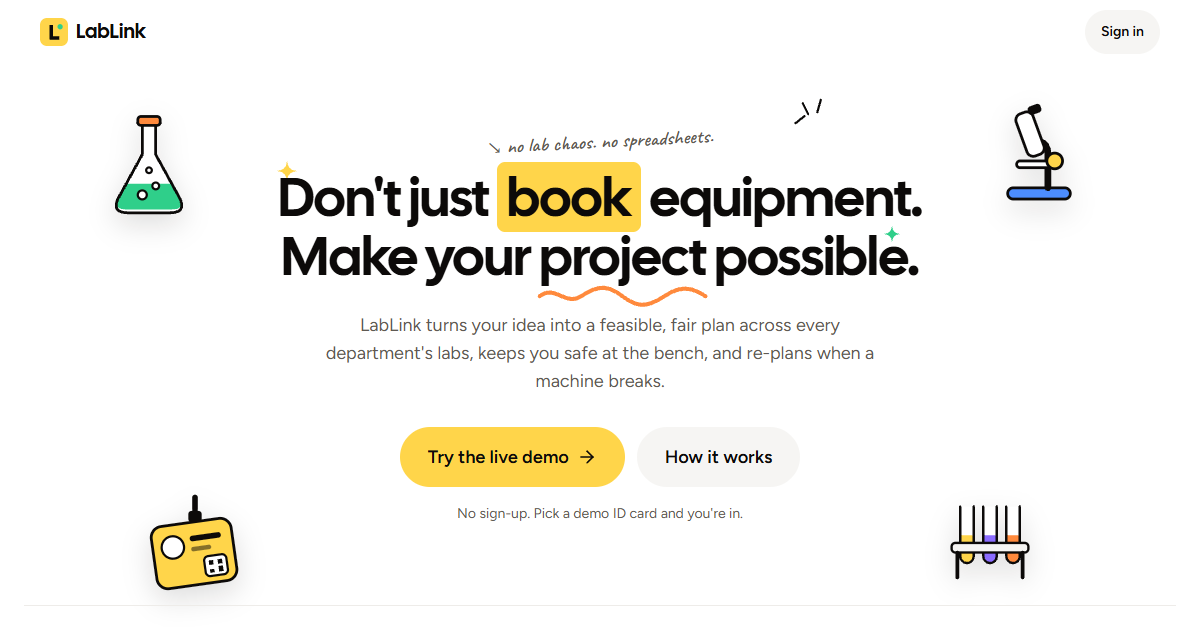 LabLink
Sign in
↘ no lab chaos. no spreadsheets.
Don't just book equipment.
Make your project possible.
LabLink turns your idea into a feasible, fair plan across every
department's labs, keeps you safe at the bench, and re-plans when a
machine breaks.
Try the live demo →
How it works
No sign-up. Pick a demo ID card and you're in.